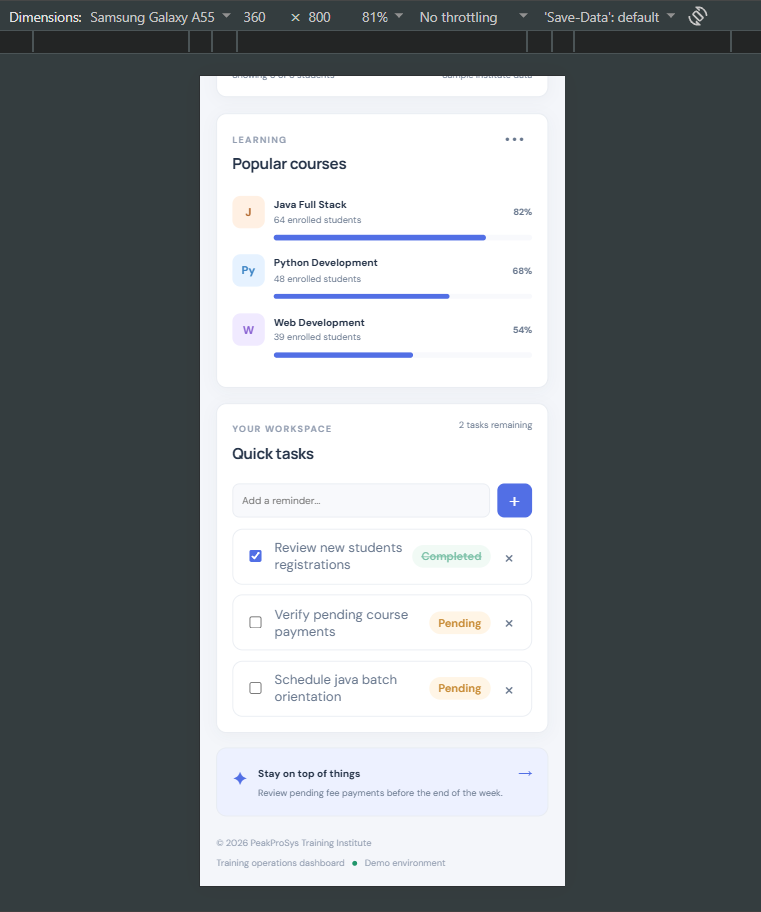 Dimensions: Samsung Galaxy A55 360 × 800 81% No throttling 'Save-Data': default
LEARNING
Popular courses
J Java Full Stack 82%
64 enrolled students
Py Python Development 68%
48 enrolled students
W Web Development 54%
39 enrolled students
YOUR WORKSPACE 2 tasks remaining
Quick tasks
Add a reminder...
+
Review new students
registrations
Completed
×
Verify pending course
payments
Pending
×
Schedule java batch
orientation
Pending
×
Stay on top of things →
Review pending fee payments before the end of the week.
© 2026 PeakProSys Training Institute
Training operations dashboard ● Demo environment